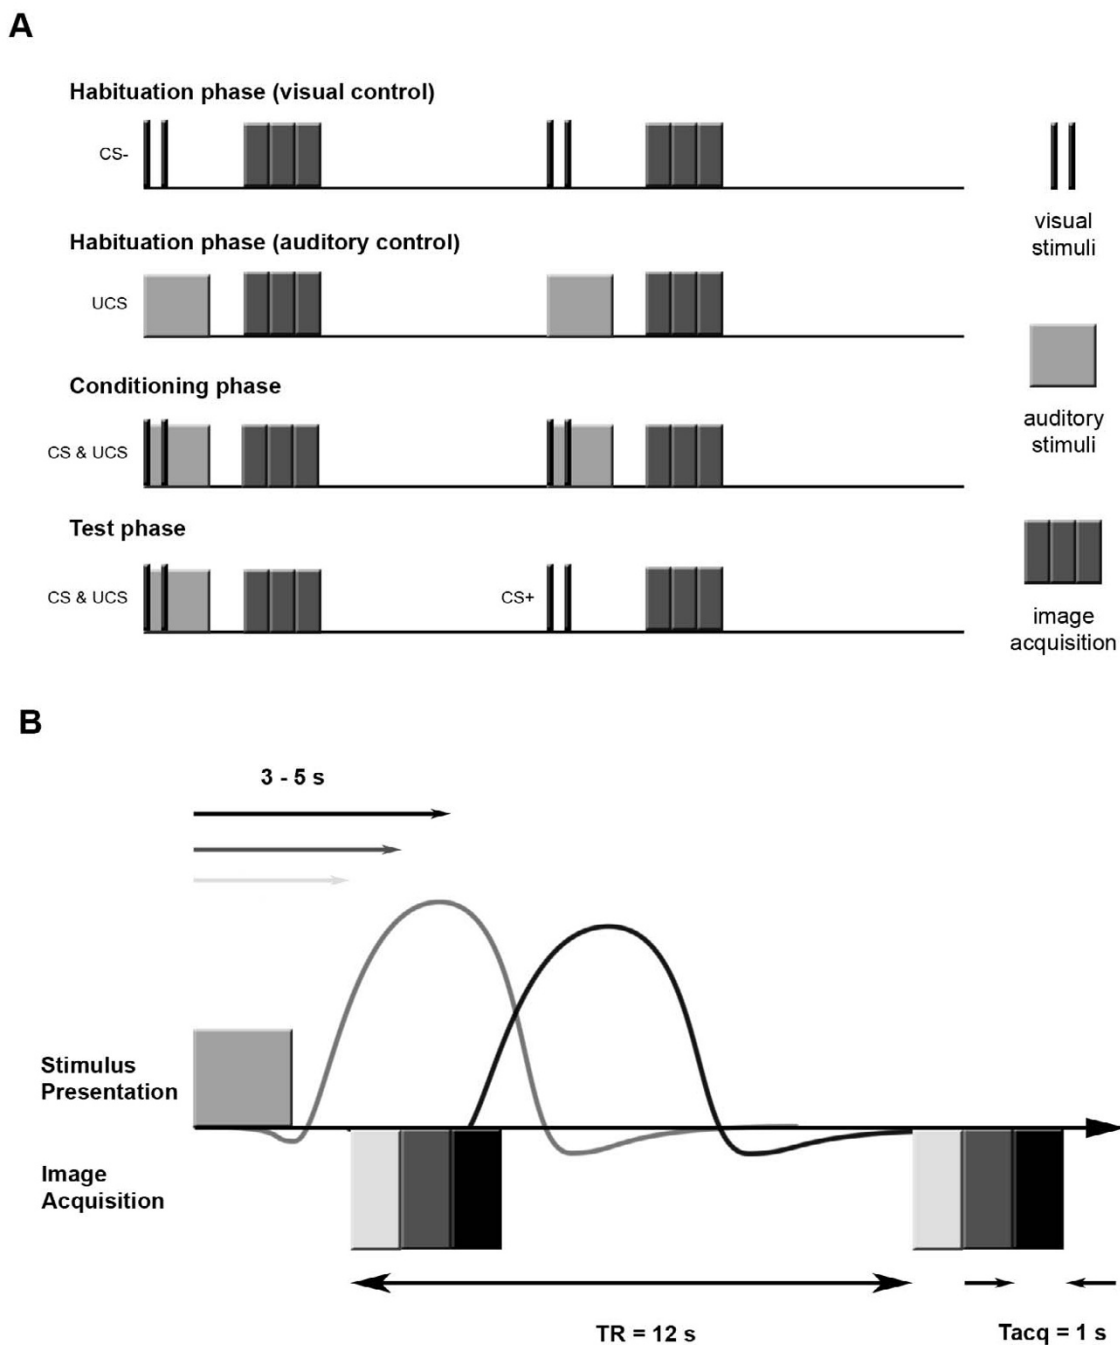 A
Habituation phase (visual control)
CS-
visual
stimuli
Habituation phase (auditory control)
UCS
auditory
stimuli
Conditioning phase
CS & UCS
Test phase
CS & UCS
CS+
image
acquisition
B
3 - 5 s
Stimulus
Presentation
Image
Acquisition
TR = 12 s
Tacq = 1 s